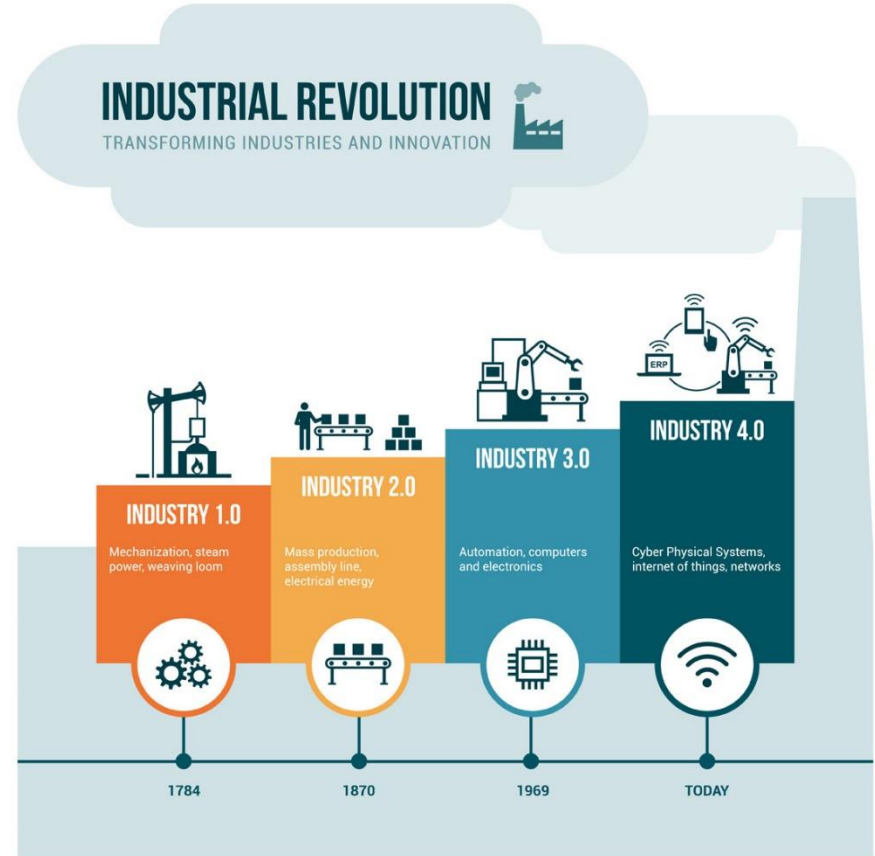 INDUSTRIAL REVOLUTION
TRANSFORMING INDUSTRIES AND INNOVATION
INDUSTRY 1.0
Mechanization, steam
power, weaving loom
INDUSTRY 2.0
Mass production,
assembly line,
electrical energy
INDUSTRY 3.0
Automation, computers
and electronics
ERP
INDUSTRY 4.0
Cyber Physical Systems,
internet of things, networks
1784
1870
1969
TODAY